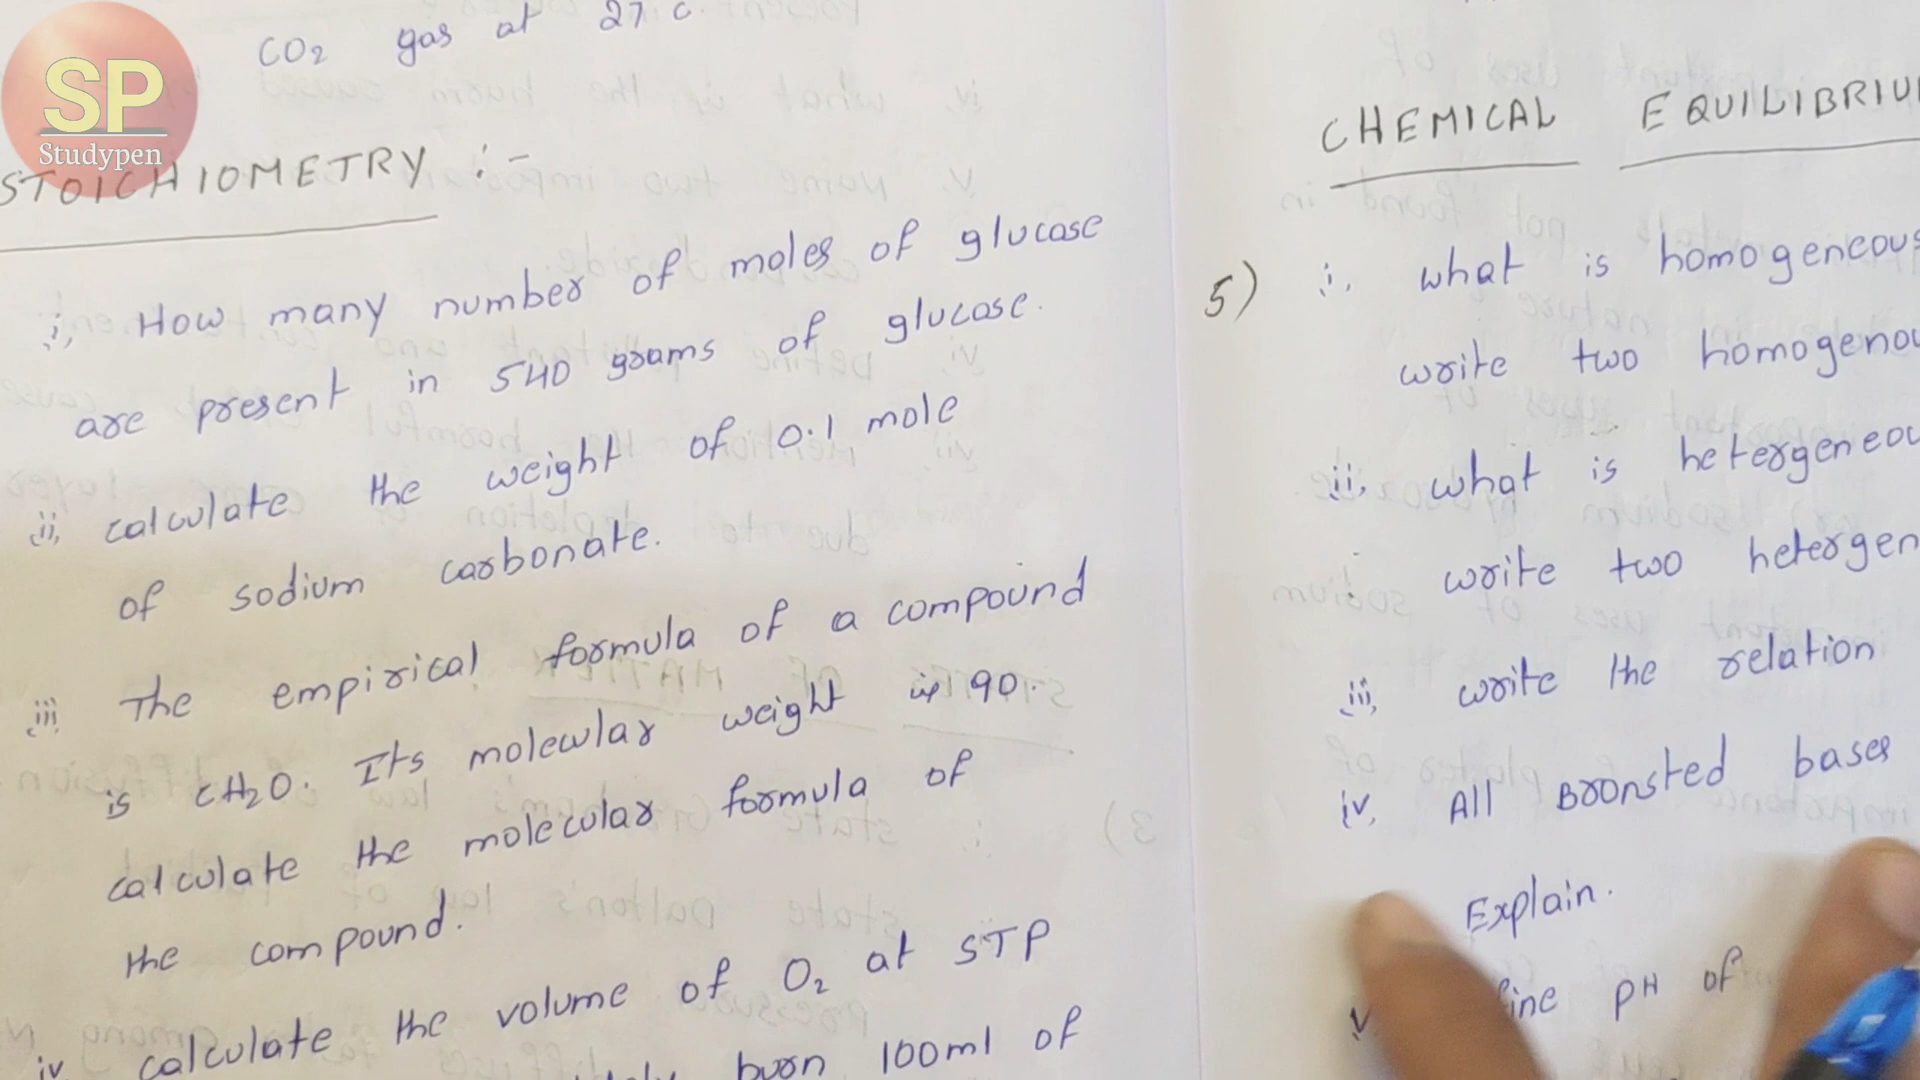 SP
Studypen
CO2 gas at 27 c.
STOICHIOMETRY :-
i, How many number of moles of glucose
are present in 540 grams of glucose.
ii, calculate the weight of 0.1 mole
of sodium carbonate.
iii The empirical formula of a compound
is CH2O. Its molecular weight is 90.
calculate the molecular formula of
the compound.
iv calculate the volume of O2 at STP
burn 100ml of
CHEMICAL EQUILIBRIU
5) i. what is homogeneous
write two homogenou
ii, what is hetergeneou
write two hetergen
iii, write the relation
iv, All Bronsted bases
Explain.
v ine PH of